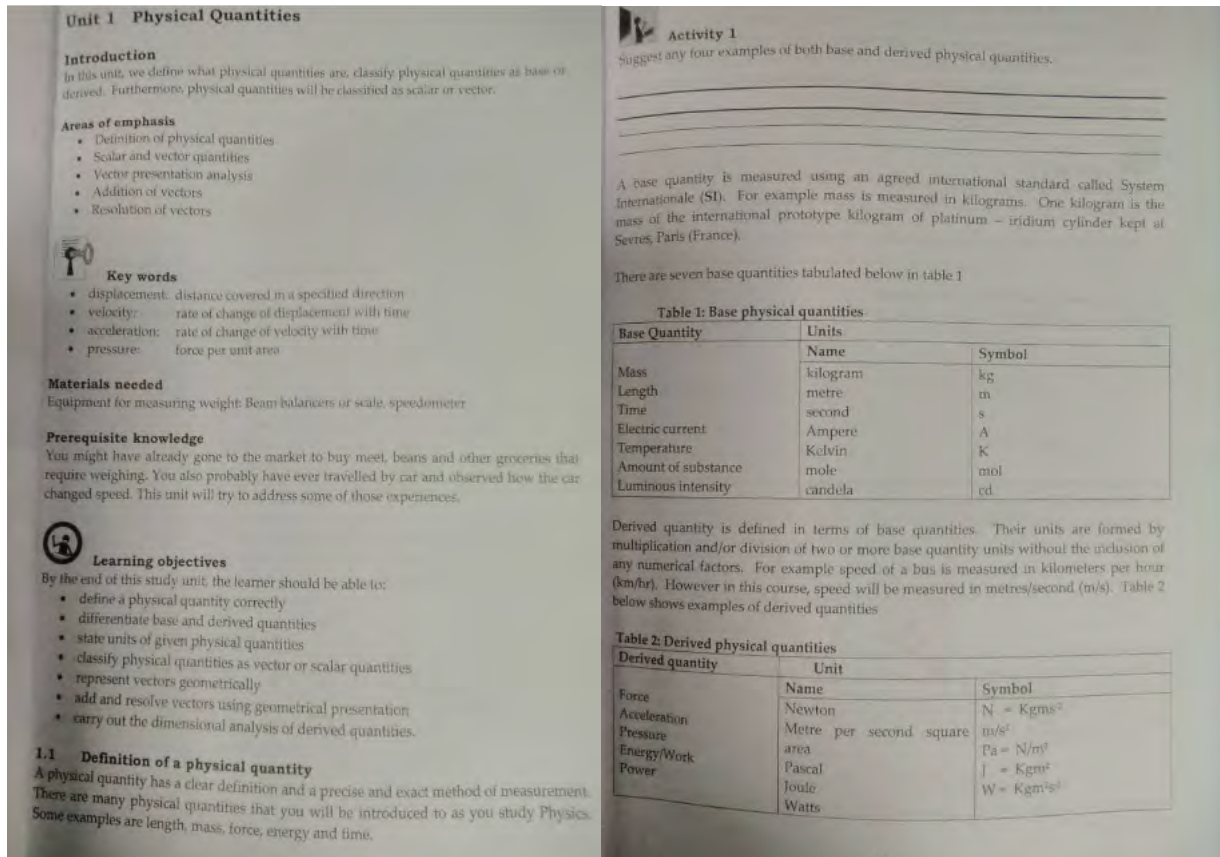 Unit 1 Physical Quantities
Introduction
In this unit, we define what physical quantities are, classify physical quantities as base or
derived. Furthermore, physical quantities will be classified as scalar or vector.
Areas of emphasis
• Definition of physical quantities
• Scalar and vector quantities
• Vector presentation analysis
• Addition of vectors
• Resolution of vectors
Key words
• displacement: distance covered in a specified direction
• velocity: rate of change of displacement with time
• acceleration: rate of change of velocity with time
• pressure: force per unit area
Materials needed
Equipment for measuring weight: Beam balancers or scale, speedometer
Prerequisite knowledge
You might have already gone to the market to buy meet, beans and other groceries that
require weighing. You also probably have ever travelled by car and observed how the car
changed speed. This unit will try to address some of those experiences.
Learning objectives
By the end of this study unit, the learner should be able to:
• define a physical quantity correctly
• differentiate base and derived quantities
• state units of given physical quantities
• classify physical quantities as vector or scalar quantities
• represent vectors geometrically
• add and resolve vectors using geometrical presentation
• carry out the dimensional analysis of derived quantities.
1.1 Definition of a physical quantity
A physical quantity has a clear definition and a precise and exact method of measurement.
There are many physical quantities that you will be introduced to as you study Physics.
Some examples are length, mass, force, energy and time.
Activity 1
Suggest any four examples of both base and derived physical quantities.
A base quantity is measured using an agreed international standard called System
Internationale (SI). For example mass is measured in kilograms. One kilogram is the
mass of the international prototype kilogram of platinum – iridium cylinder kept at
Sevres, Paris (France).
There are seven base quantities tabulated below in table 1
Table 1: Base physical quantities
Base Quantity Units
Name Symbol
Mass kilogram kg
Length metre m
Time second s
Electric current Ampere A
Temperature Kelvin K
Amount of substance mole mol
Luminous intensity candela cd
Derived quantity is defined in terms of base quantities. Their units are formed by
multiplication and/or division of two or more base quantity units without the inclusion of
any numerical factors. For example speed of a bus is measured in kilometers per hour
(km/hr). However in this course, speed will be measured in metres/second (m/s). Table 2
below shows examples of derived quantities
Table 2: Derived physical quantities
Derived quantity Unit
Name Symbol
Force Newton N = Kgms⁻²
Acceleration Metre per second square m/s²
Pressure area Pa = N/m²
Energy/Work Pascal J = Kgm²
Power Joule W = Kgm²s⁻²
Watts